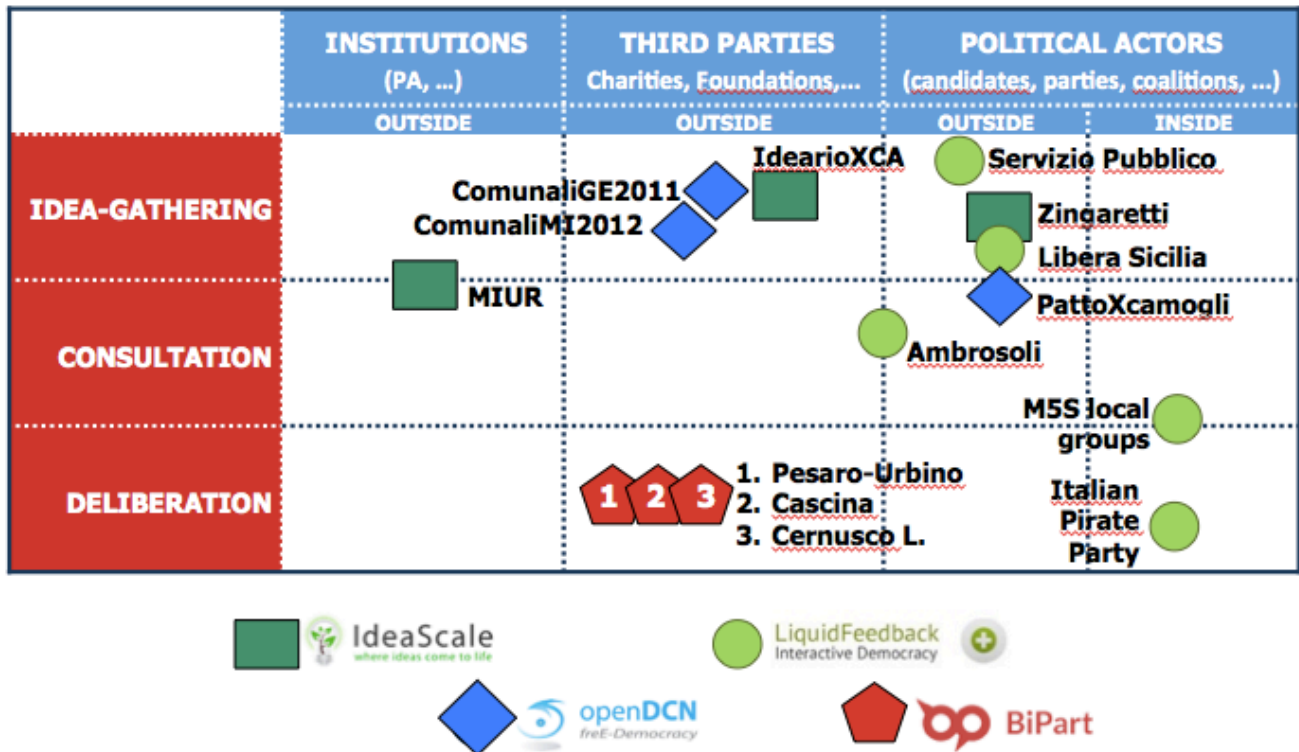 INSTITUTIONS
(PA, ...)
THIRD PARTIES
Charities, Foundations,...
POLITICAL ACTORS
(candidates, parties, coalitions, ...)
OUTSIDE
OUTSIDE
OUTSIDE
INSIDE
IDEA-GATHERING
IdearioXCA
ComunaliGE2011
ComunaliMI2012
Servizio Pubblico
Zingaretti
Libera Sicilia
MIUR
PattoXcamogli
CONSULTATION
Ambrosoli
M5S local
groups
DELIBERATION
1 2 3
1. Pesaro-Urbino
2. Cascina
3. Cernusco L.
Italian
Pirate
Party
IdeaScale
where ideas come to life
LiquidFeedback
Interactive Democracy
openDCN
freE-Democracy
BiPart